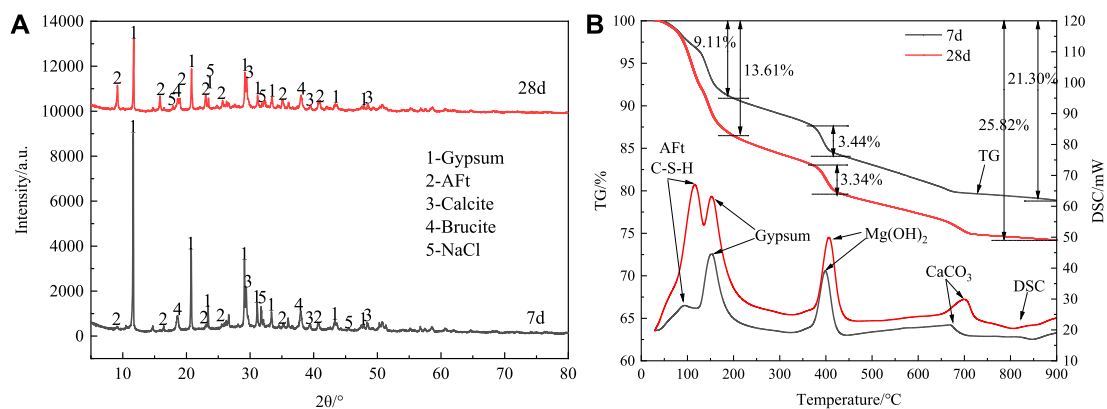 A
14000
12000
10000
8000
6000
4000
2000
0
Intensity/a.u.
10
20
30
40
50
60
70
80
2θ/°
2 1 2 5 4 2 1 2 5 2 1 3 1 5 1 2 4 3 2 1 3
28d
1-Gypsum
2-AFt
3-Calcite
4-Brucite
5-NaCl
2 1 2 4 1 2 1 2 1 3 1 5 1 2 4 3 2 1 5 3
7d
B
100
95
90
85
80
75
70
65
60
TG/%
120
110
100
90
80
70
60
50
40
30
20
10
DSC/mW
0
100
200
300
400
500
600
700
800
900
Temperature/°C
7d
28d
9.11%
13.61%
21.30%
25.82%
3.44%
3.34%
AFt
C-S-H
TG
Gypsum
Mg(OH)2
CaCO3
DSC